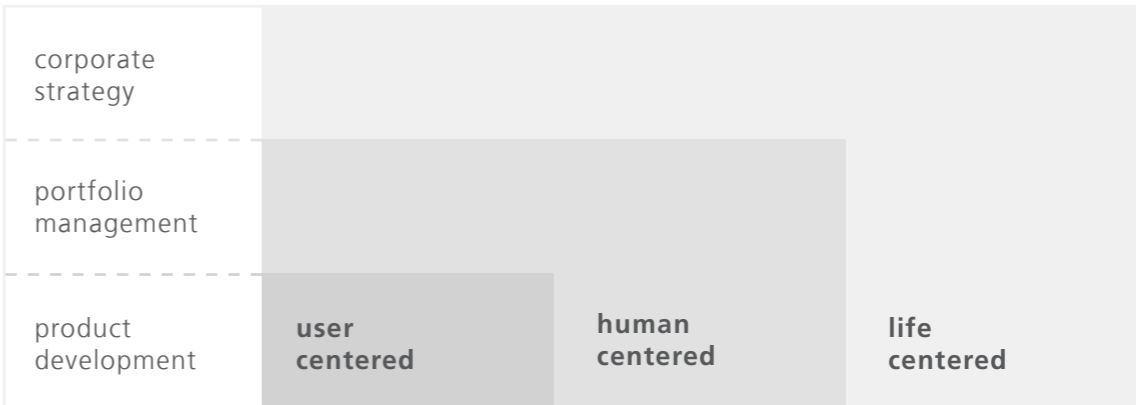 corporate
strategy
portfolio
management
product
development
user
centered
human
centered
life
centered